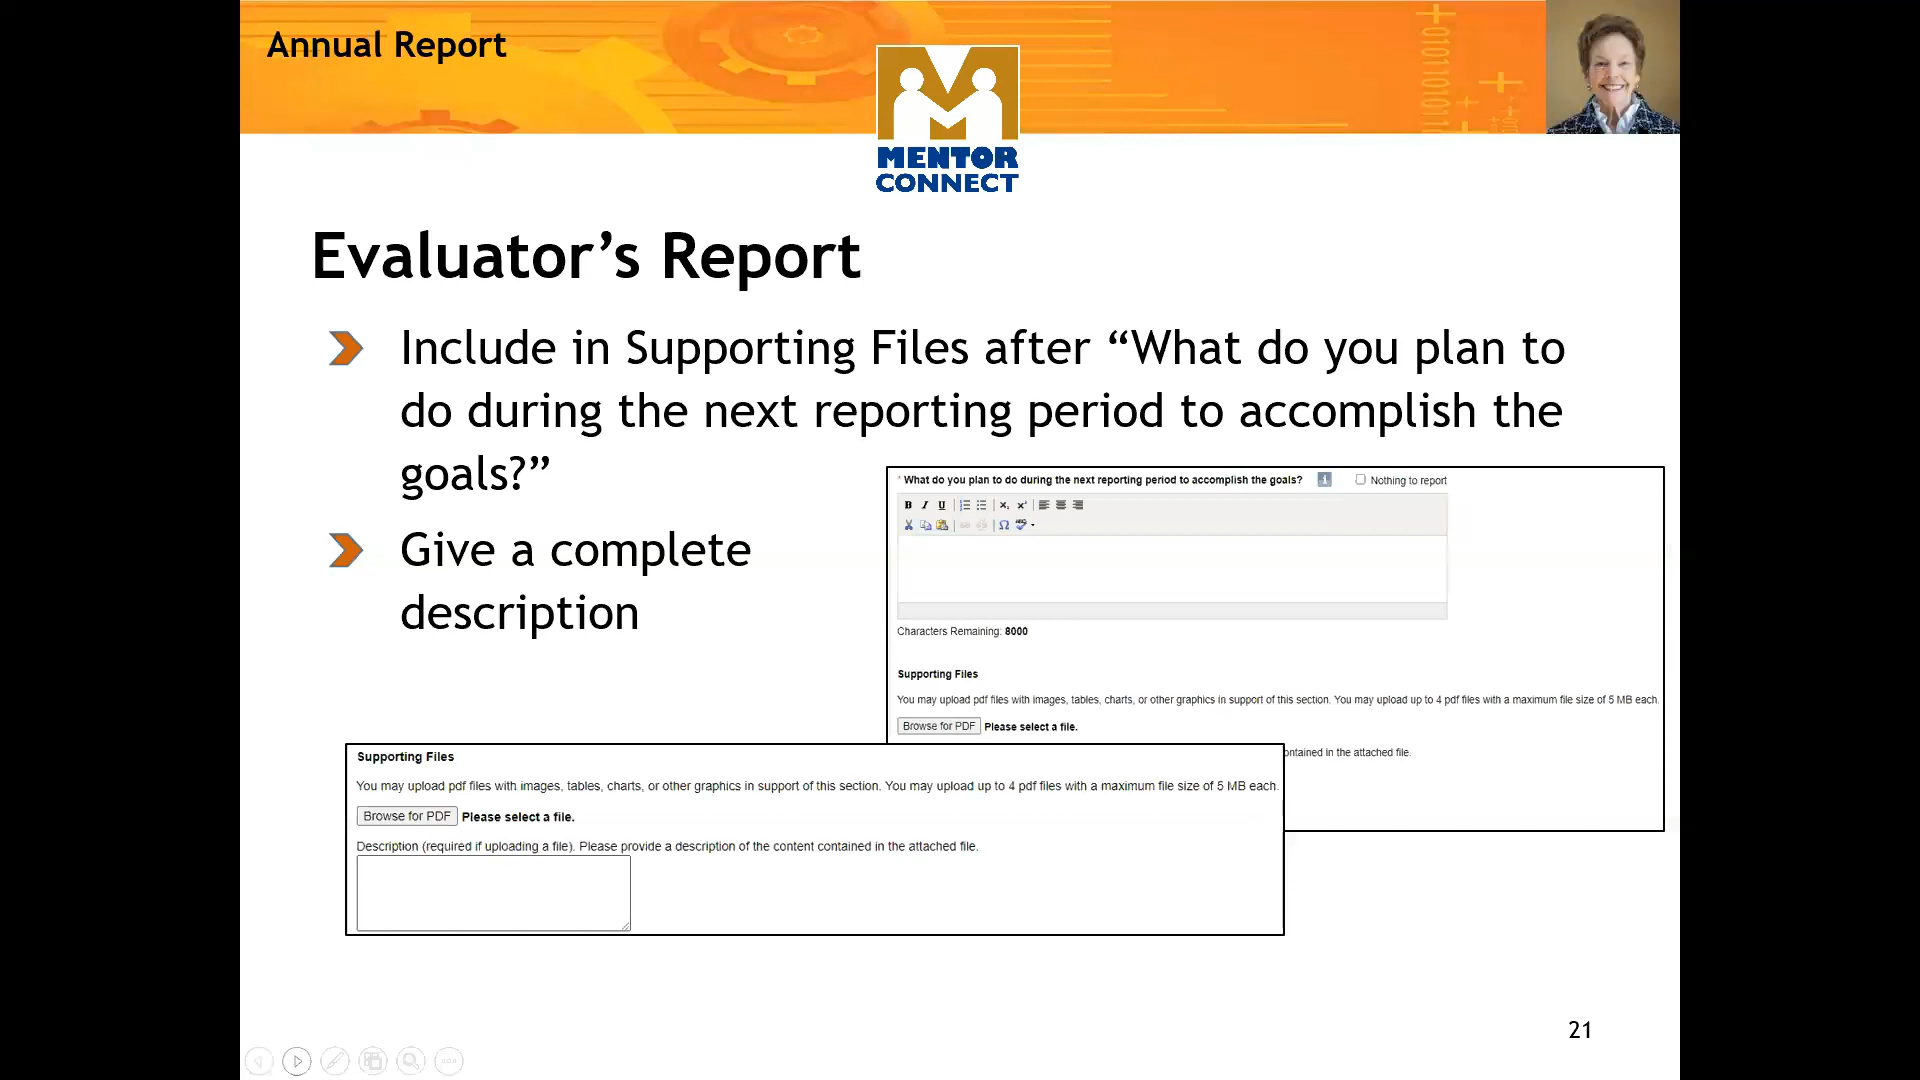 Annual Report
MENTOR
CONNECT
Evaluator’s Report
Include in Supporting Files after “What do you plan to
do during the next reporting period to accomplish the
goals?”
Give a complete
description
* What do you plan to do during the next reporting period to accomplish the goals?
Nothing to report
Characters Remaining: 8000
Supporting Files
You may upload pdf files with images, tables, charts, or other graphics in support of this section. You may upload up to 4 pdf files with a maximum file size of 5 MB each.
Browse for PDF Please select a file.
contained in the attached file.
Supporting Files
You may upload pdf files with images, tables, charts, or other graphics in support of this section. You may upload up to 4 pdf files with a maximum file size of 5 MB each.
Browse for PDF Please select a file.
Description (required if uploading a file). Please provide a description of the content contained in the attached file.
21